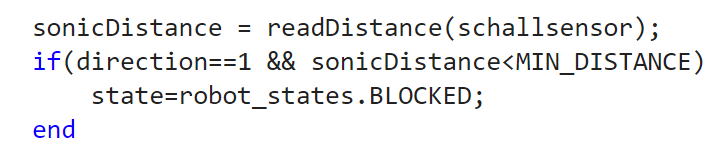 sonicDistance = readDistance(schallsensor);
if(direction==1 && sonicDistance<MIN_DISTANCE)
    state=robot_states.BLOCKED;
end